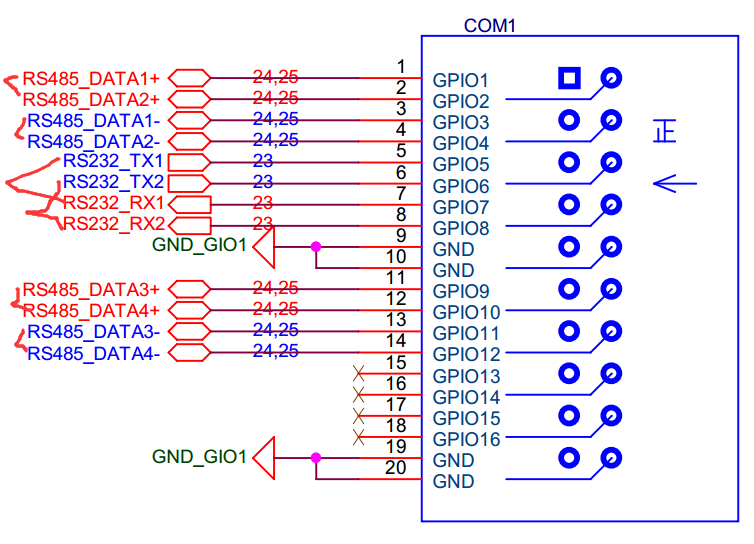 COM1
RS485_DATA1+ 24,25 1 GPIO1
RS485_DATA2+ 24,25 2 GPIO2
RS485_DATA1- 24,25 3 GPIO3
RS485_DATA2- 24,25 4 GPIO4
RS232_TX1 23 5 GPIO5
RS232_TX2 23 6 GPIO6
RS232_RX1 23 7 GPIO7
RS232_RX2 23 8 GPIO8
GND_GIO1 9 GND
10 GND
RS485_DATA3+ 24,25 11 GPIO9
RS485_DATA4+ 24,25 12 GPIO10
RS485_DATA3- 24,25 13 GPIO11
RS485_DATA4- 24,25 14 GPIO12
15 GPIO13
16 GPIO14
17 GPIO15
18 GPIO16
GND_GIO1 19 GND
20 GND
正